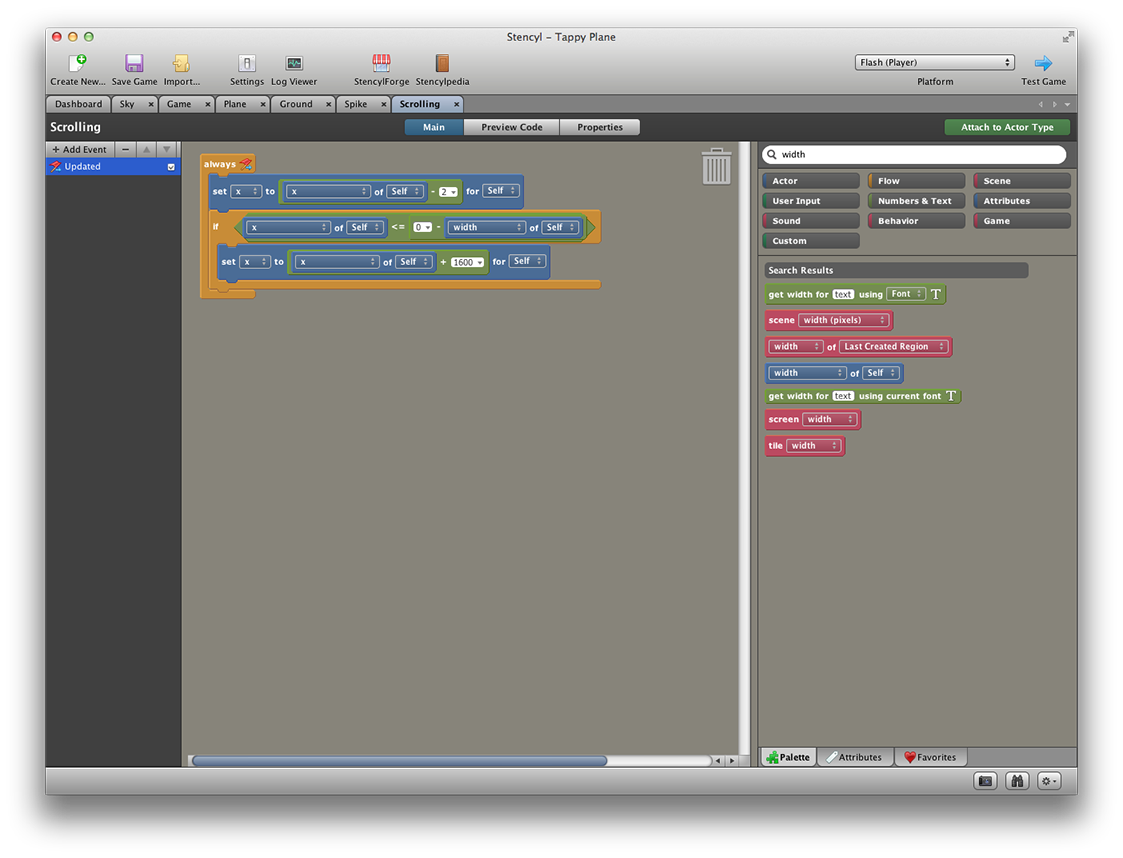 Stencyl – Tappy Plane
Create New... Save Game Import... Settings Log Viewer StencylForge Stencylpedia
Flash (Player)
Platform Test Game
Dashboard Sky × Game × Plane × Ground × Spike × Scrolling ×
Scrolling Main Preview Code Properties Attach to Actor Type
+ Add Event −
Updated
always
set x to x of Self - 2 for Self
if x of Self <= 0 - width of Self
set x to x of Self + 1600 for Self
width
Actor Flow Scene
User Input Numbers & Text Attributes
Sound Behavior Game
Custom
Search Results
get width for text using Font T
scene width (pixels)
width of Last Created Region
width of Self
get width for text using current font T
screen width
tile width
Palette Attributes Favorites